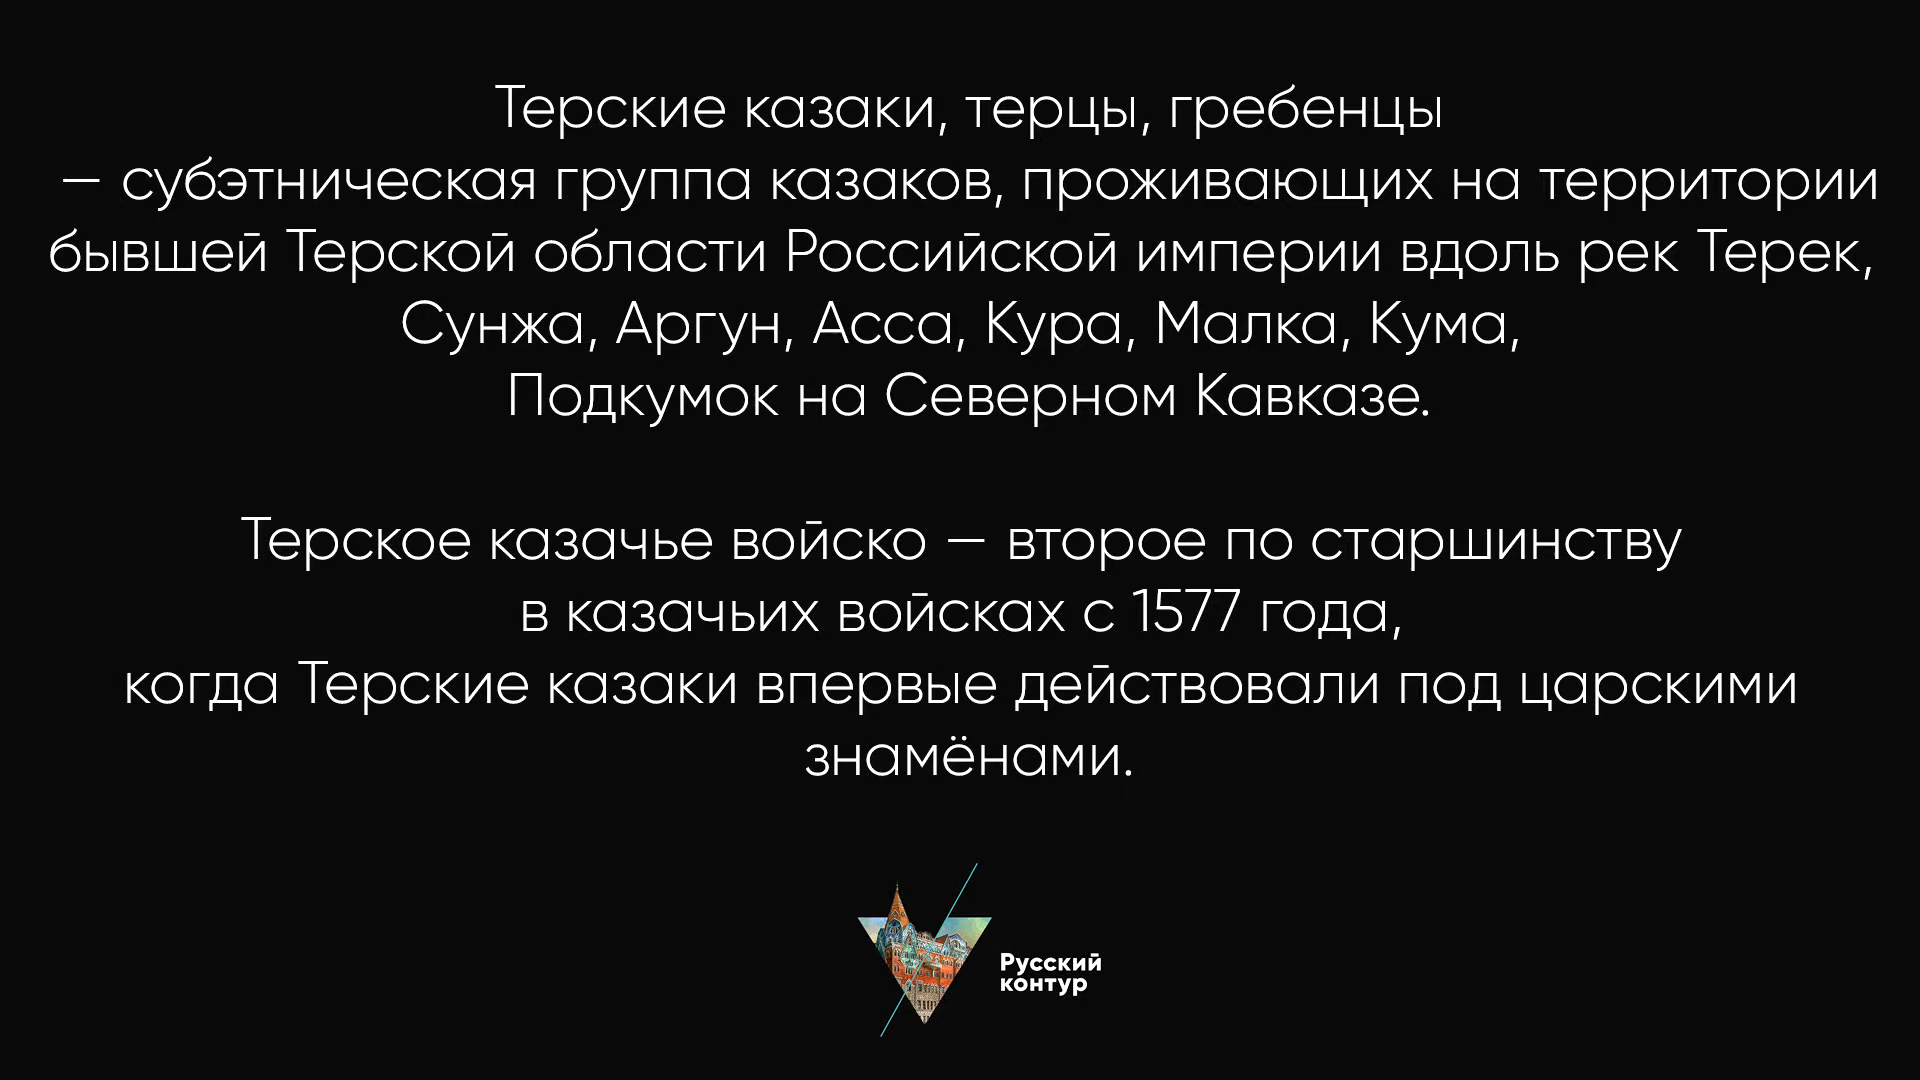 Терские казаки, терцы, гребенцы
— субэтническая группа казаков, проживающих на территории
бывшей Терской области Российской империи вдоль рек Терек,
Сунжа, Аргун, Асса, Кура, Малка, Кума,
Подкумок на Северном Кавказе.
Терское казачье войско — второе по старшинству
в казачьих войсках с 1577 года,
когда Терские казаки впервые действовали под царскими
знамёнами.
Русский
контур